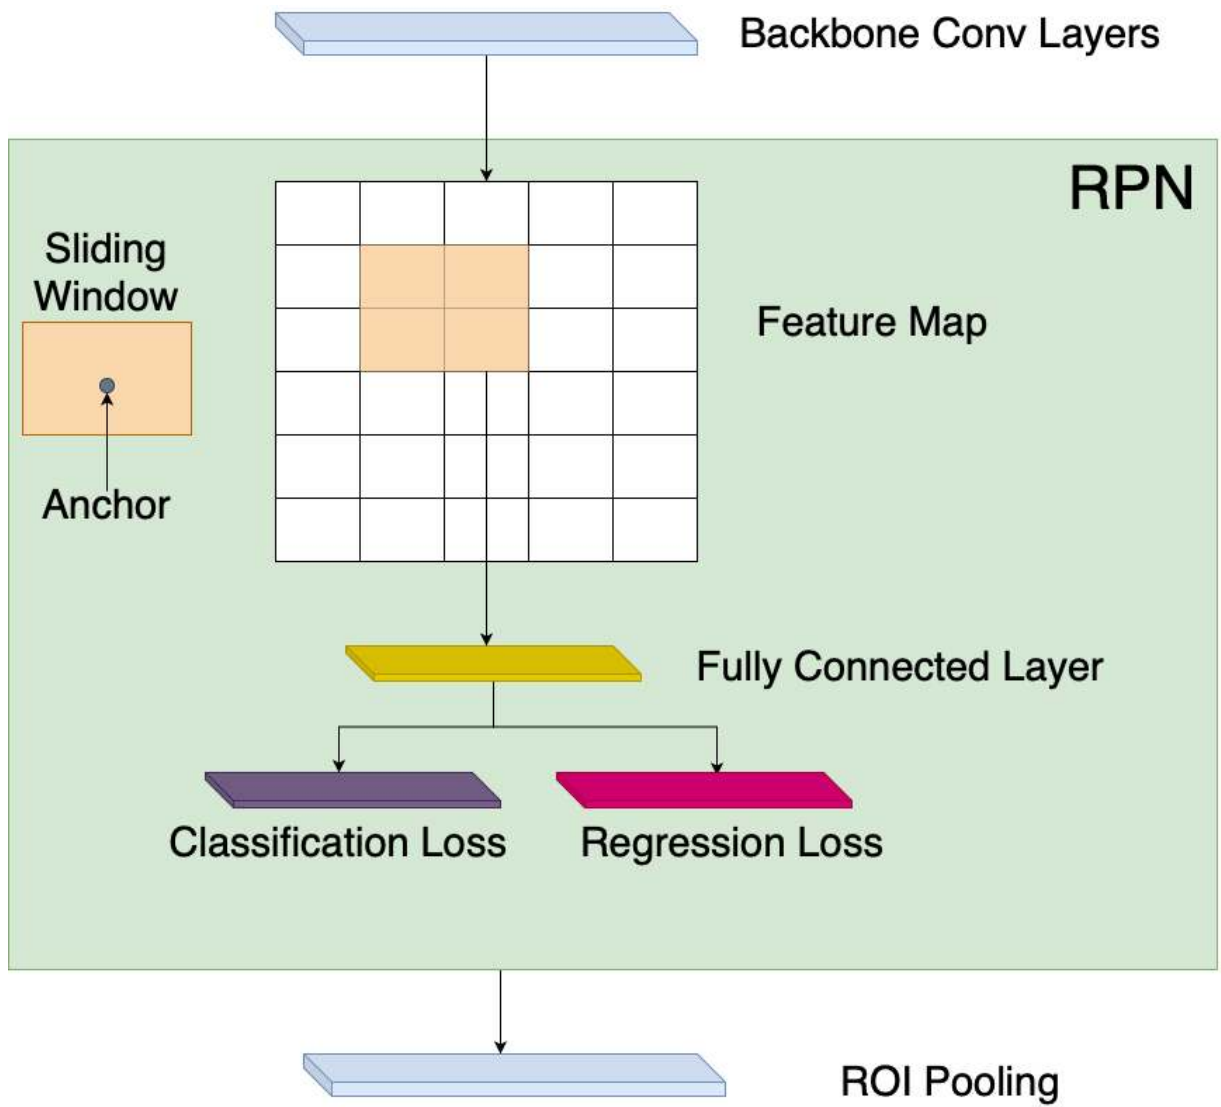 Backbone Conv Layers
RPN
Sliding
Window
Feature Map
Anchor
Fully Connected Layer
Classification Loss
Regression Loss
ROI Pooling